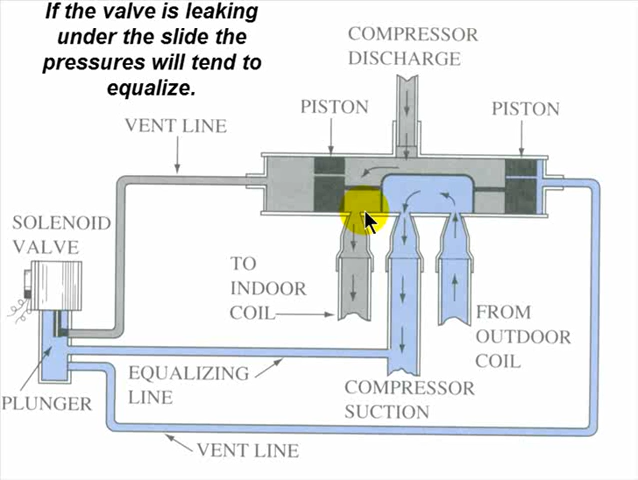 If the valve is leaking
under the slide the
pressures will tend to
equalize.
COMPRESSOR
DISCHARGE
PISTON
PISTON
VENT LINE
SOLENOID
VALVE
TO
INDOOR
COIL
FROM
OUTDOOR
COIL
EQUALIZING
LINE
COMPRESSOR
SUCTION
PLUNGER
VENT LINE